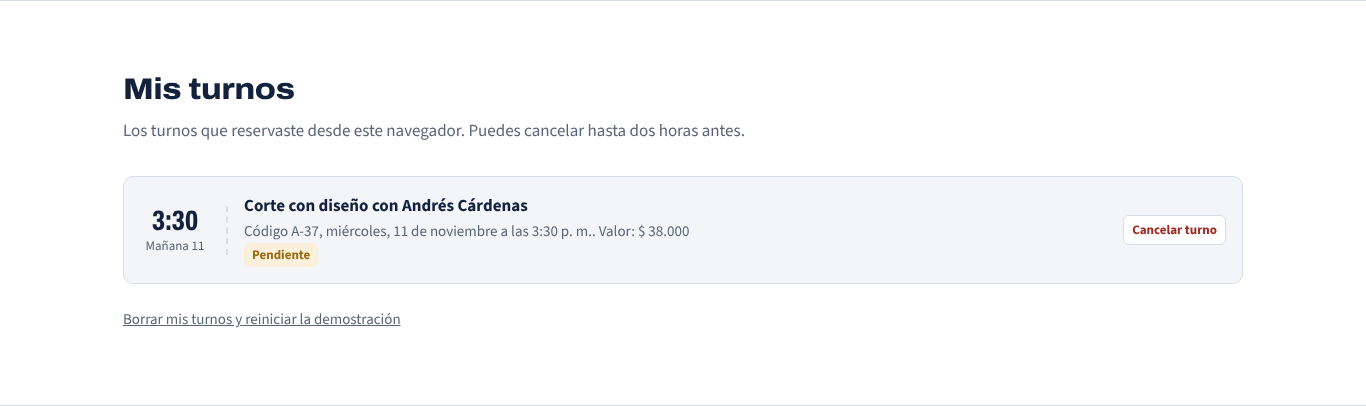 Mis turnos
Los turnos que reservaste desde este navegador. Puedes cancelar hasta dos horas antes.
3:30
Mañana 11
Corte con diseño con Andrés Cárdenas
Código A-37, miércoles, 11 de noviembre a las 3:30 p. m.. Valor: $ 38.000
Pendiente
Cancelar turno
Borrar mis turnos y reiniciar la demostración